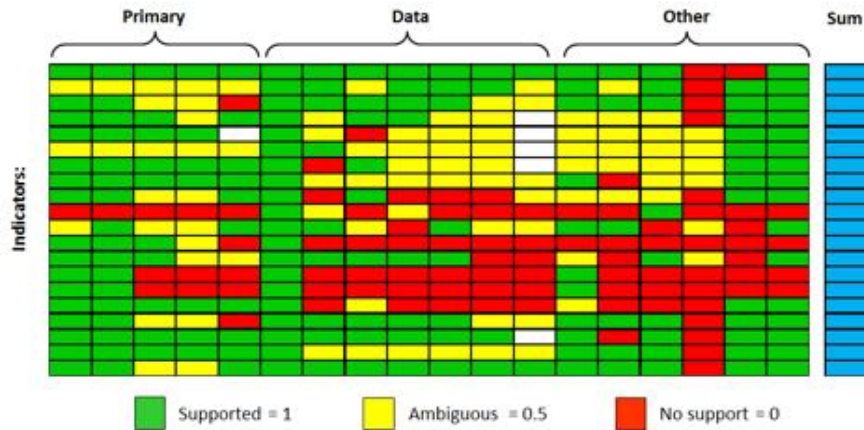 Primary Data Other Sum
Indicators:
Supported = 1 Ambiguous = 0.5 No support = 0